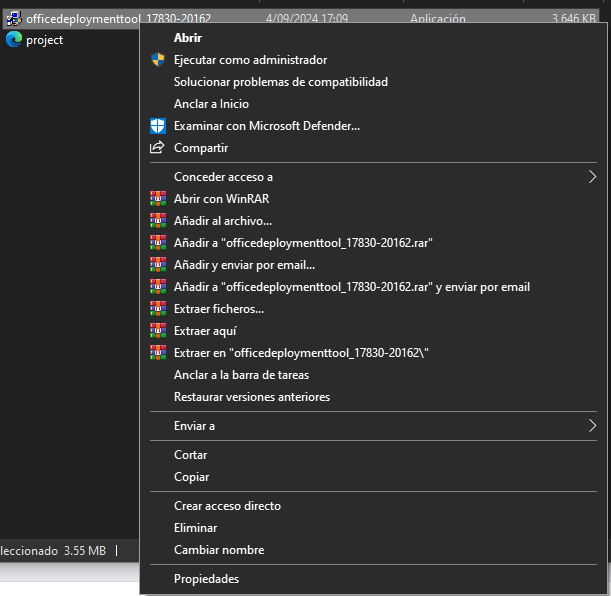 officedeploymenttool_17830-20162 4/09/2024 17:09 Aplicación 3.646 KB
project
Abrir
Ejecutar como administrador
Solucionar problemas de compatibilidad
Anclar a Inicio
Examinar con Microsoft Defender...
Compartir
Conceder acceso a
Abrir con WinRAR
Añadir al archivo...
Añadir a "officedeploymenttool_17830-20162.rar"
Añadir y enviar por email...
Añadir a "officedeploymenttool_17830-20162.rar" y enviar por email
Extraer ficheros...
Extraer aquí
Extraer en "officedeploymenttool_17830-20162\"
Anclar a la barra de tareas
Restaurar versiones anteriores
Enviar a
Cortar
Copiar
Crear acceso directo
Eliminar
Cambiar nombre
Propiedades
leccionado 3.55 MB